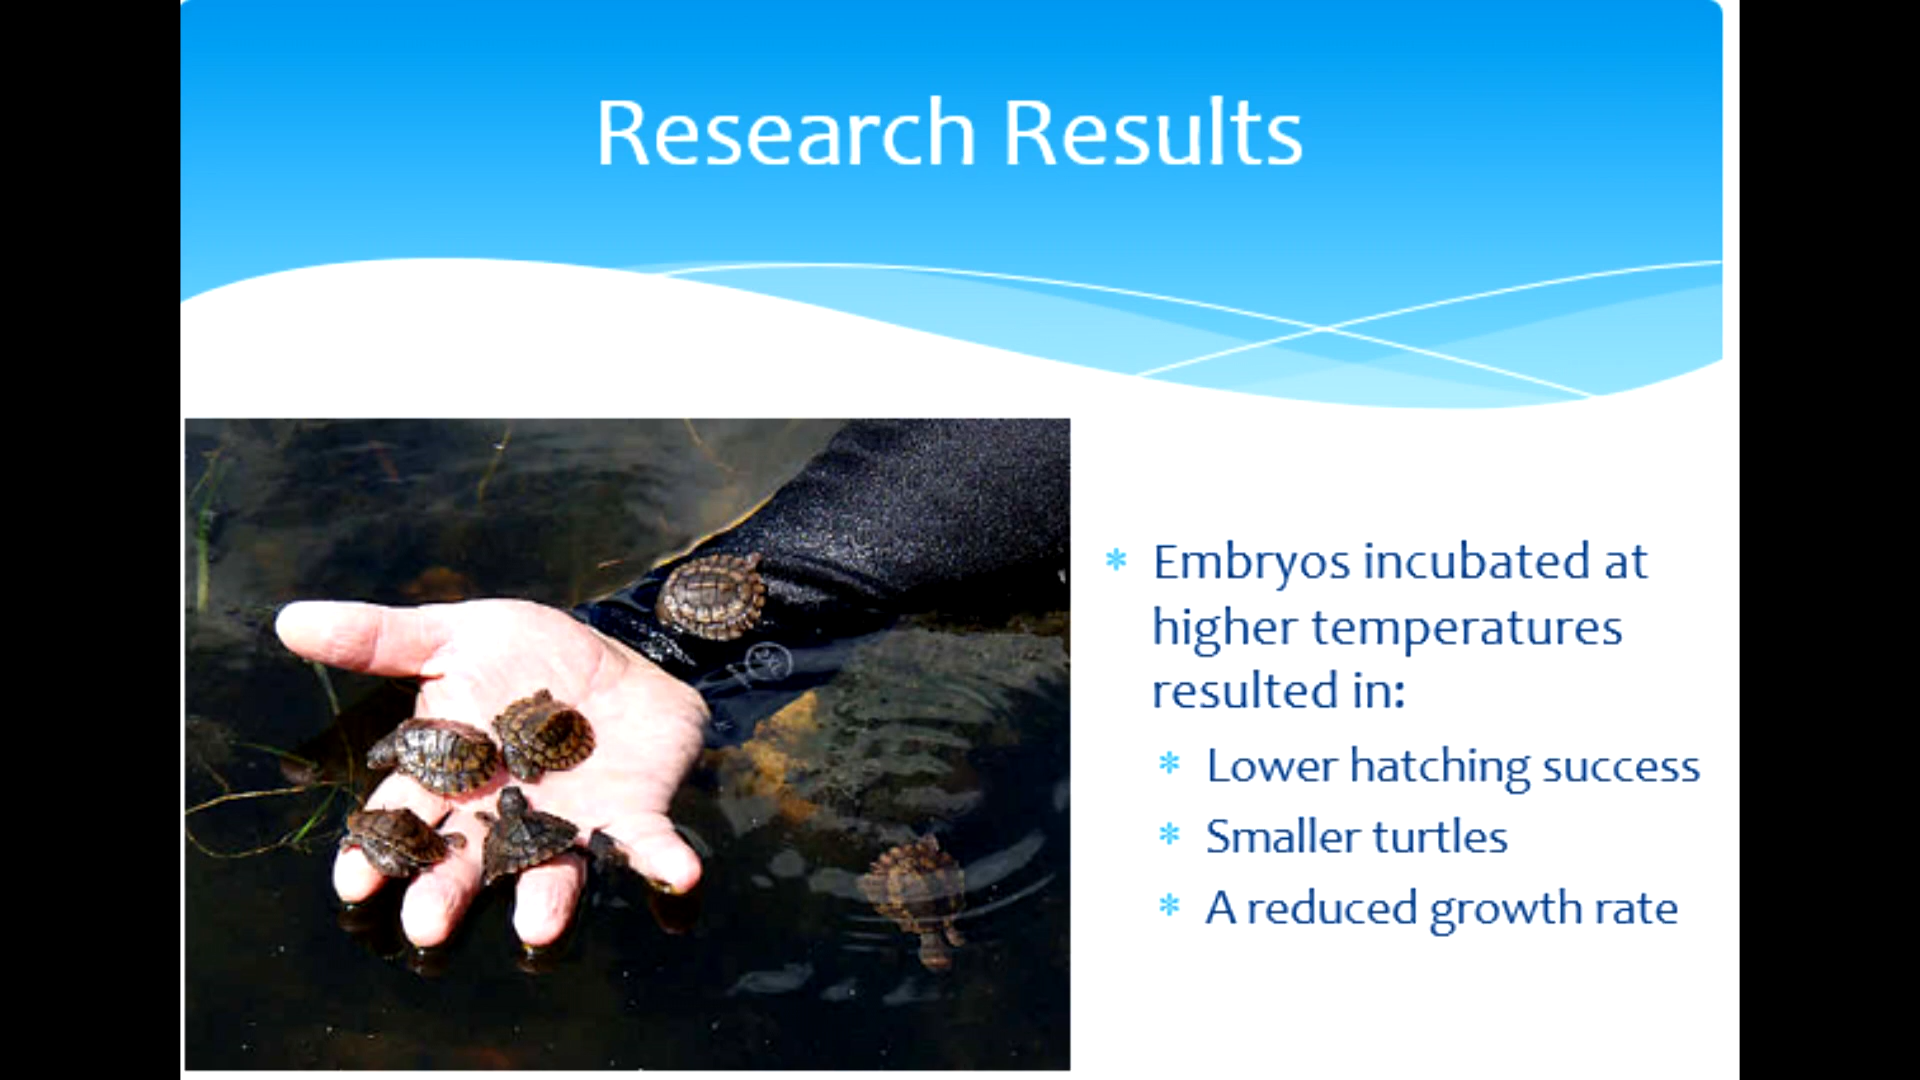 Research Results
* Embryos incubated at
higher temperatures
resulted in:
* Lower hatching success
* Smaller turtles
* A reduced growth rate